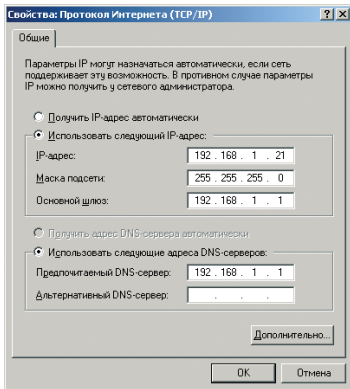 Свойства: Протокол Интернета (TCP/IP)
Общие
Параметры IP могут назначаться автоматически, если сеть
поддерживает эту возможность. В противном случае параметры
IP можно получить у сетевого администратора.
Получить IP-адрес автоматически
Использовать следующий IP-адрес:
IP-адрес: 192 . 168 . 1 . 21
Маска подсети: 255 . 255 . 255 . 0
Основной шлюз: 192 . 168 . 1 . 1
Получить адрес DNS-сервера автоматически
Использовать следующие адреса DNS-серверов:
Предпочитаемый DNS-сервер: 192 . 168 . 1 . 1
Альтернативный DNS-сервер: . . .
Дополнительно...
OK Отмена